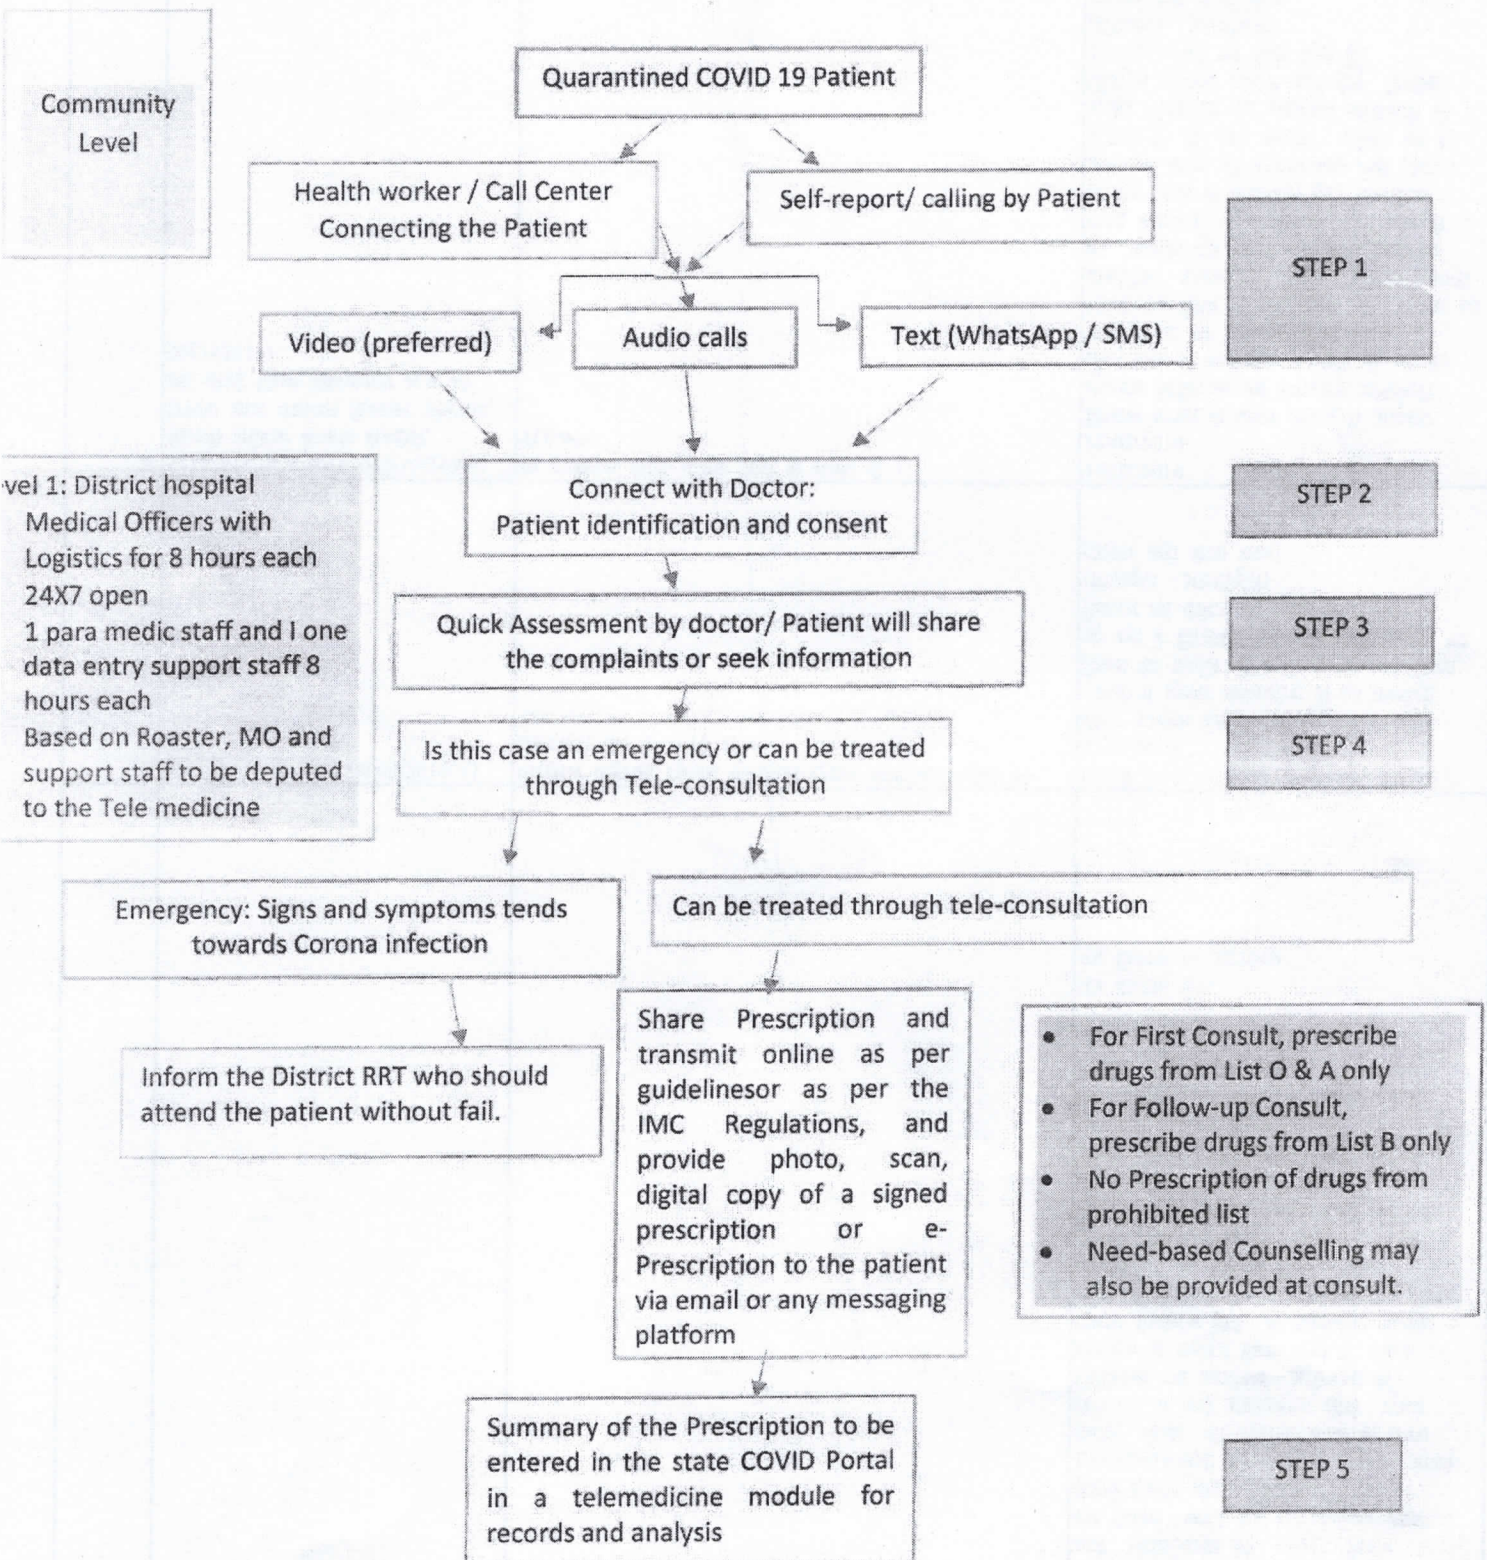 Community
Level
Quarantined COVID 19 Patient
Health worker / Call Center
Connecting the Patient
Self-report/ calling by Patient
STEP 1
Video (preferred)
Audio calls
Text (WhatsApp / SMS)
vel 1: District hospital
Medical Officers with
Logistics for 8 hours each
24X7 open
1 para medic staff and I one
data entry support staff 8
hours each
Based on Roaster, MO and
support staff to be deputed
to the Tele medicine
Connect with Doctor:
Patient identification and consent
STEP 2
Quick Assessment by doctor/ Patient will share
the complaints or seek information
STEP 3
Is this case an emergency or can be treated
through Tele-consultation
STEP 4
Emergency: Signs and symptoms tends
towards Corona infection
Can be treated through tele-consultation
Inform the District RRT who should
attend the patient without fail.
Share Prescription and
transmit online as per
guidelinesor as per the
IMC Regulations, and
provide photo, scan,
digital copy of a signed
prescription or e-
Prescription to the patient
via email or any messaging
platform
• For First Consult, prescribe
drugs from List O & A only
• For Follow-up Consult,
prescribe drugs from List B only
• No Prescription of drugs from
prohibited list
• Need-based Counselling may
also be provided at consult.
Summary of the Prescription to be
entered in the state COVID Portal
in a telemedicine module for
records and analysis
STEP 5